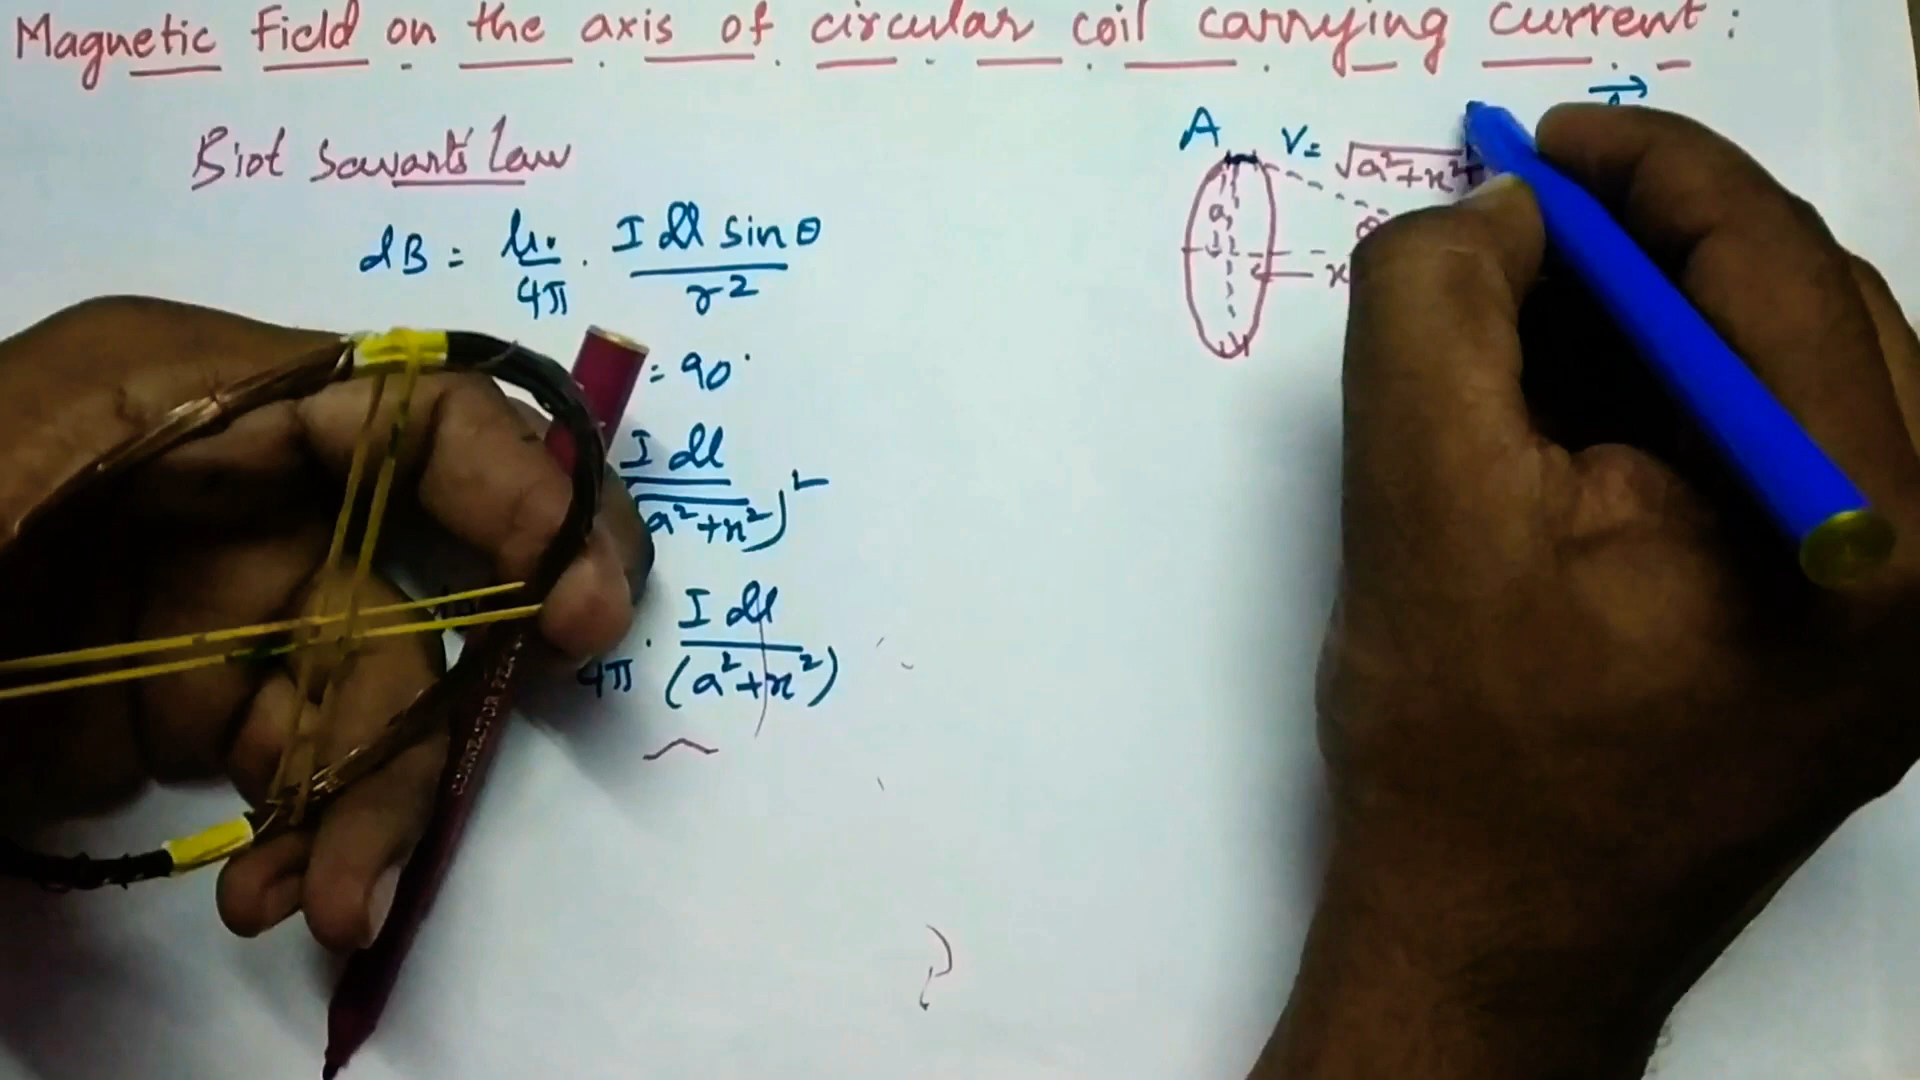 Magnetic Field on the axis of circular coil carrying current:
Biot Savart's Law
dB = μ₀/4π . I dl sin θ / r²
= 90°
I dl / √a²+x²)²
4π . I dl / (a²+x²)
A r = √a²+x²
a
θ
x